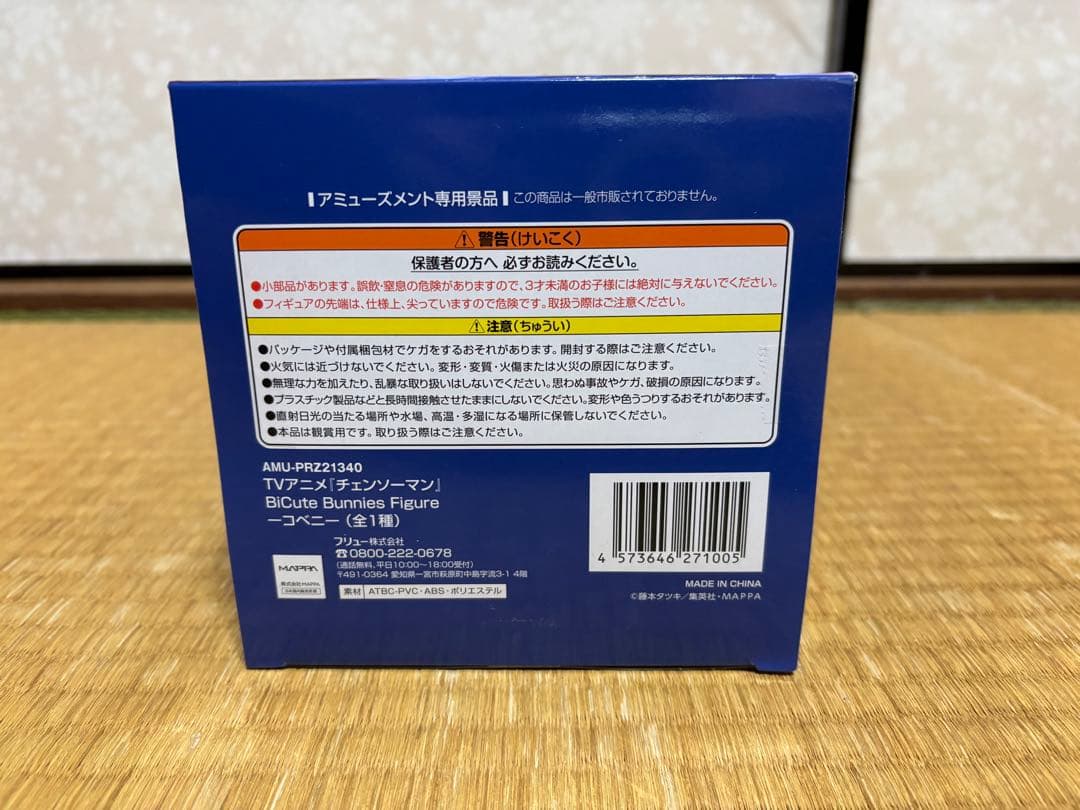 アミューズメント専用景品 この商品は一般市販されておりません。
⚠警告(けいこく)
保護者の方へ 必ずお読みください。
●小部品があります。誤飲・窒息の危険がありますので、3才未満のお子様には絶対に与えないでください。
●フィギュアの先端は、仕様上、尖っていますので危険です。取扱う際はご注意ください。
⚠注意(ちゅうい)
●パッケージや付属梱包材でケガをするおそれがあります。開封する際はご注意ください。
●火気には近づけないでください。変形・変質・火傷または火災の原因になります。
●無理な力を加えたり、乱暴な取り扱いはしないでください。思わぬ事故やケガ、破損の原因になります。
●プラスチック製品などと長時間接触させたままにしないでください。変形や色うつりするおそれがあります。
●直射日光の当たる場所や水場、高温・多湿になる場所に保管しないでください。
●本品は観賞用です。取り扱う際はご注意ください。
AMU-PRZ21340
TVアニメ『チェンソーマン』
BiCute Bunnies Figure
ーコベニー(全1種)
フリュー株式会社
☎0800-222-0678
(通話無料、平日10:00〜18:00受付)
〒491-0364 愛知県一宮市萩原町中島字流3-1 4階
MAPPA
株式会社MAPPA
素材 ATBC-PVC・ABS・ポリエステル
4 573646 271005
MADE IN CHINA
©藤本タツキ/集英社・MAPPA